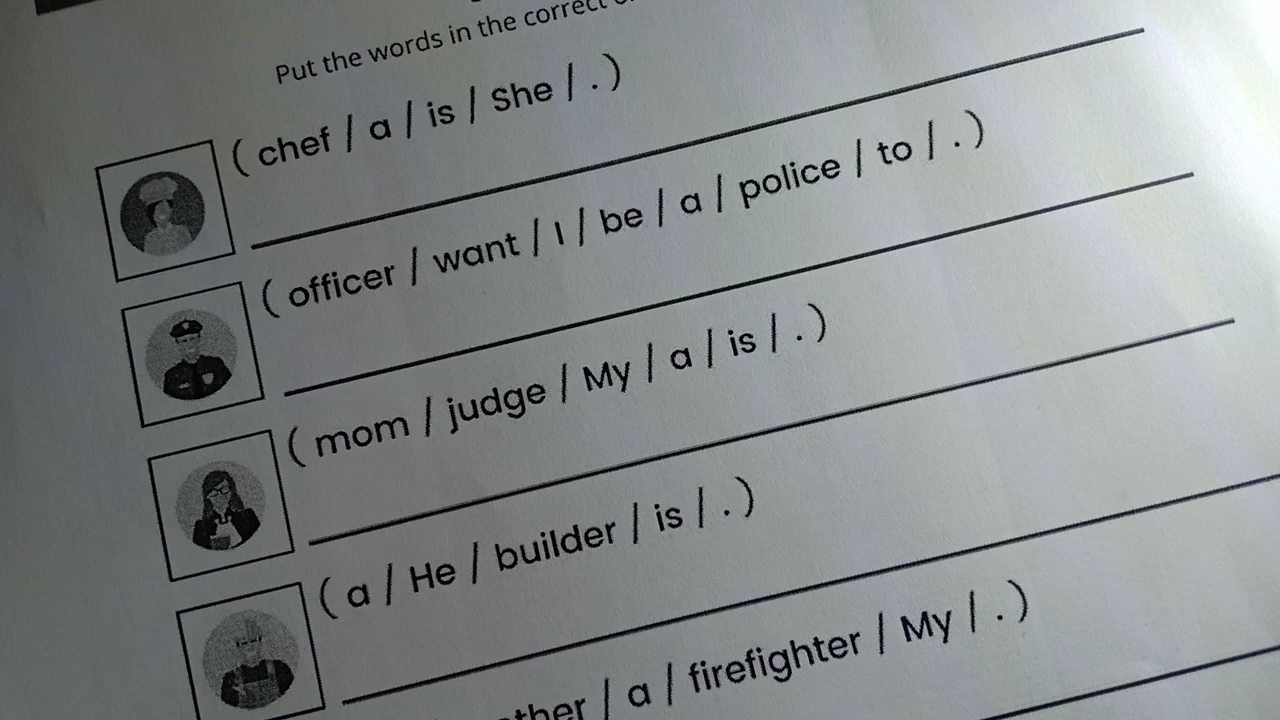 Put the words in the correct
( chef / a / is / She / . )
( officer / want / I / be / a / police / to / . )
( mom / judge / My / a / is / . )
( a / He / builder / is / . )
/ a / firefighter / My / . )